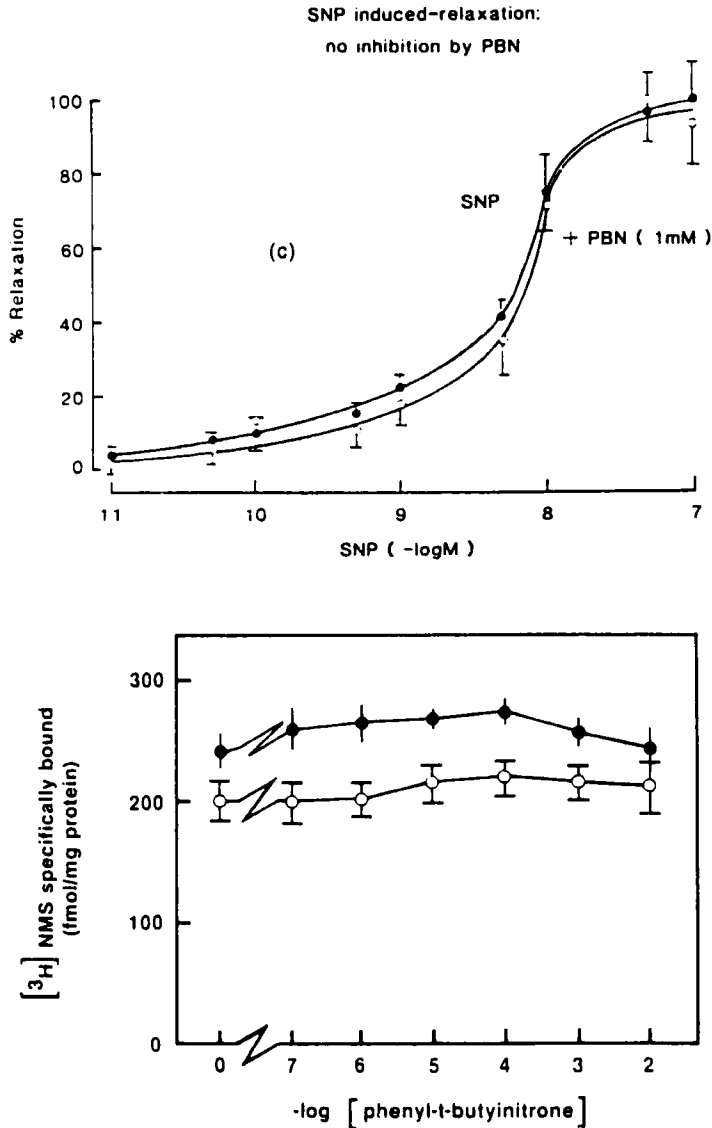 SNP induced-relaxation:
no inhibition by PBN
100
80
60
40
20
0
% Relaxation
(c)
SNP
+ PBN ( 1mM )
11 10 9 8 7
SNP ( -logM )
300
200
100
0
[³H] NMS specifically bound
(fmol/mg protein)
0 7 6 5 4 3 2
-log [ phenyl-t-butyinitrone ]